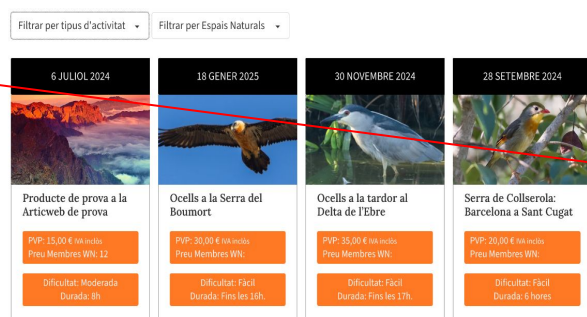 Filtrar per tipus d'activitat
Filtrar per Espais Naturals
6 JULIOL 2024
Producte de prova a la
Articweb de prova
PVP: 15,00 € IVA inclòs
Preu Membres WN: 12
Dificultat: Moderada
Durada: 8h
18 GENER 2025
Ocells a la Serra del
Boumort
PVP: 30,00 € IVA inclòs
Preu Membres WN:
Dificultat: Fàcil
Durada: Fins les 16h.
30 NOVEMBRE 2024
Ocells a la tardor al
Delta de l'Ebre
PVP: 35,00 € IVA inclòs
Preu Membres WN:
Dificultat: Fàcil
Durada: Fins les 17h.
28 SETEMBRE 2024
Serra de Collserola:
Barcelona a Sant Cugat
PVP: 20,00 € IVA inclòs
Preu Membres WN:
Dificultat: Fàcil
Durada: 6 hores